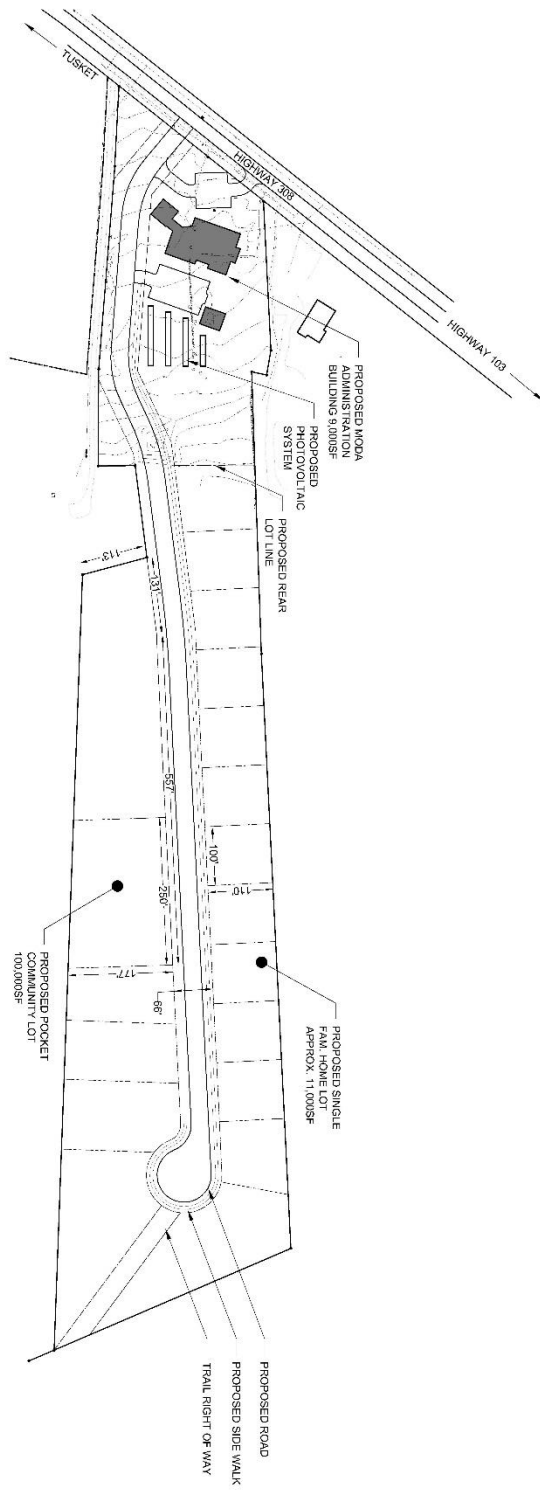 TUSKET
HIGHWAY 308
HIGHWAY 103
PROPOSED MODA
ADMINISTRATION
BUILDING 9,000SF
PROPOSED
PHOTOVOLTAIC
SYSTEM
PROPOSED REAR
LOT LINE
113'
131'
557'
100'
110'
250'
177'
66'
PROPOSED SINGLE
FAM. HOME LOT
APPROX. 11,000SF
PROPOSED POCKET
COMMUNITY LOT
100,000SF
PROPOSED ROAD
PROPOSED SIDE WALK
TRAIL RIGHT OF WAY